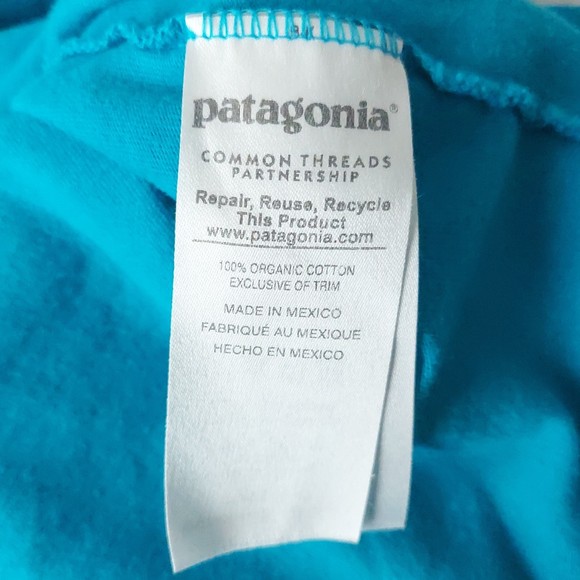 patagonia®
COMMON THREADS
PARTNERSHIP
Repair, Reuse, Recycle
This Product
www.patagonia.com
100% ORGANIC COTTON
EXCLUSIVE OF TRIM
MADE IN MEXICO
FABRIQUÉ AU MEXIQUE
HECHO EN MEXICO